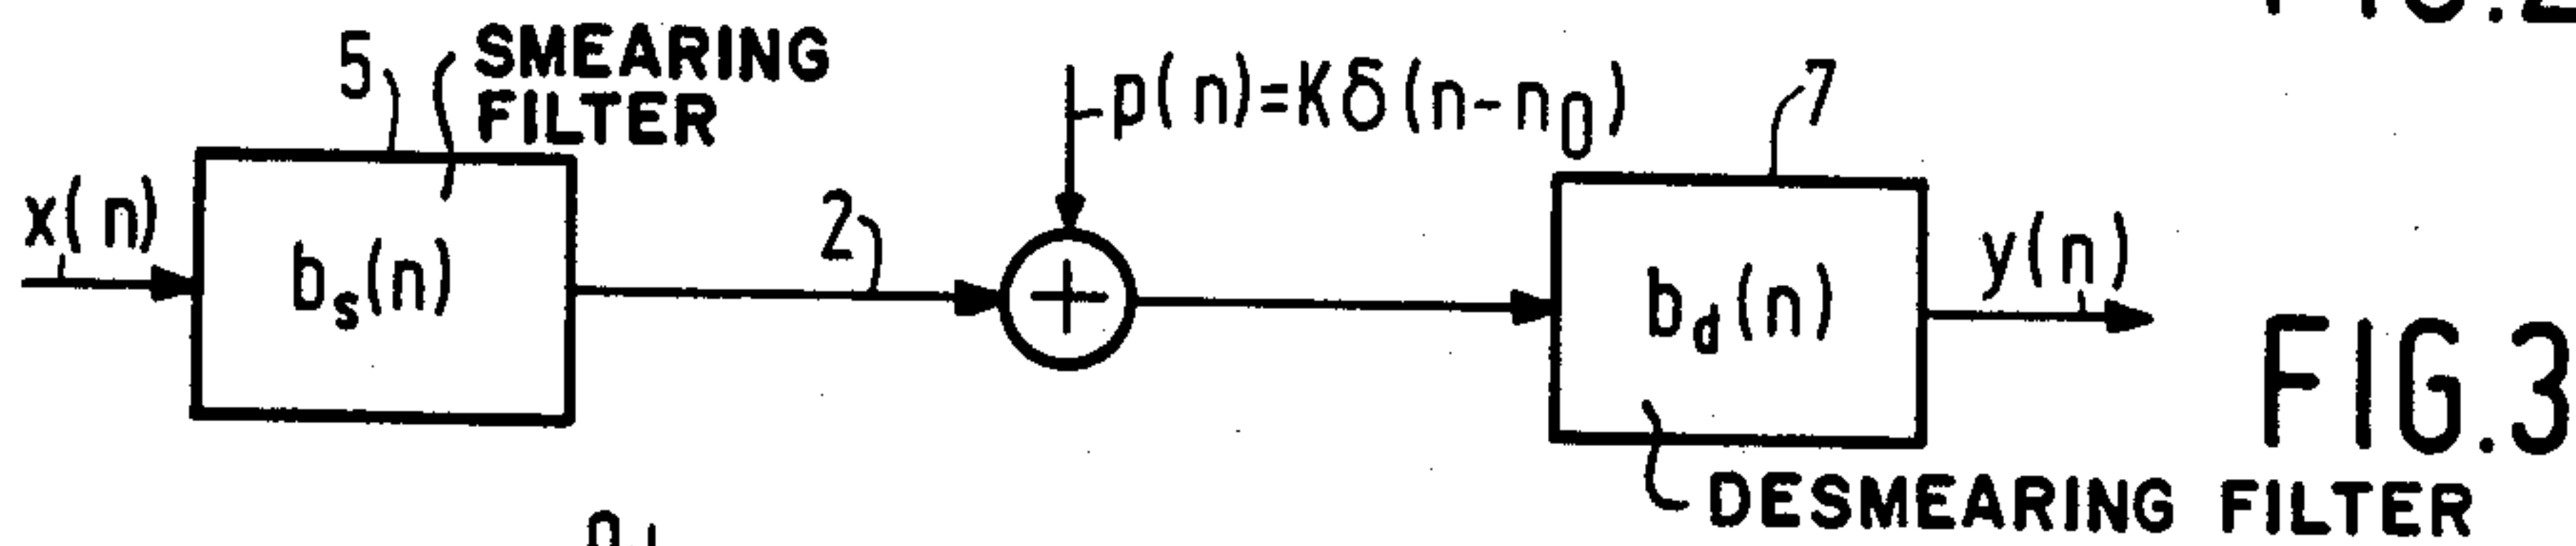 5
SMEARING
FILTER
p(n)=Kδ(n-n0)
7
x(n)
bs(n)
2
bd(n)
y(n)
FIG.3
DESMEARING FILTER